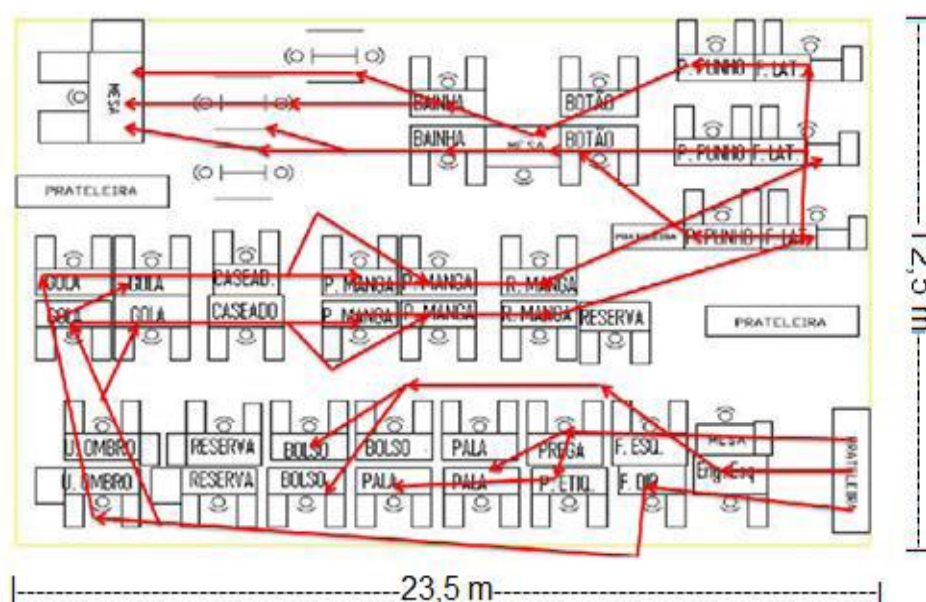 P. PUNHO F. LAT.
MESA
BAINHA BOTÃO
BAINHA BOTÃO P. PUNHO F. LAT.
MESA
PRATELEIRA
PRATELEIRA P. PUNHO F. LAT.
GOLA GOLA CASEAD. P. MANGA P. MANGA R. MANGA
GOLA GOLA CASEADO P. MANGA P. MANGA R. MANGA RESERVA
PRATELEIRA
U. OMBRO RESERVA BOLSO BOLSO PALA PREGA F. ESQ. MESA
U. OMBRO RESERVA BOLSO PALA PALA P. ETIQ. F. DIR.
PRATELEIRA
23,5 m